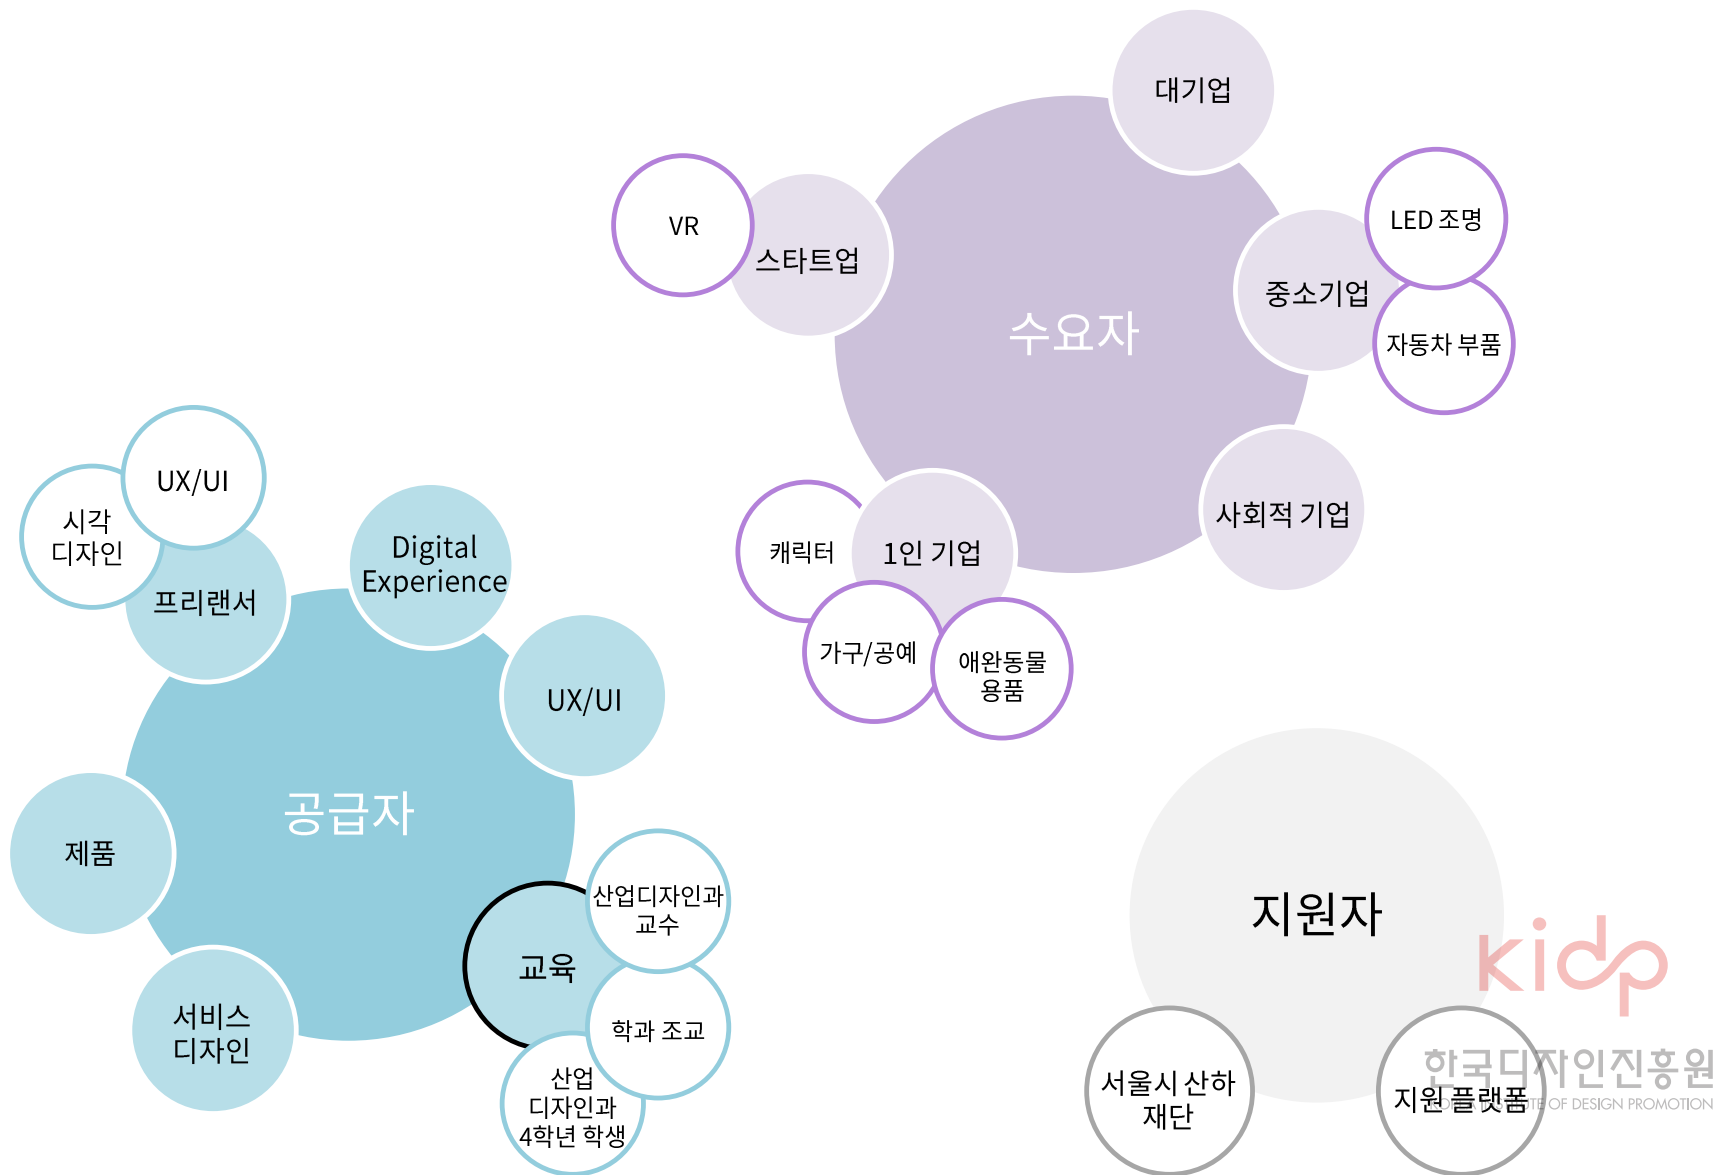 대기업
VR
스타트업
LED 조명
중소기업
자동차 부품
수요자
사회적 기업
캐릭터
1인 기업
가구/공예
애완동물
용품
UX/UI
시각
디자인
프리랜서
Digital
Experience
UX/UI
공급자
제품
서비스
디자인
교육
산업디자인과
교수
학과 조교
산업
디자인과
4학년 학생
지원자
서울시 산하
재단
지원 플랫폼
kidp
한국디자인진흥원
KOREA INSTITUTE OF DESIGN PROMOTION